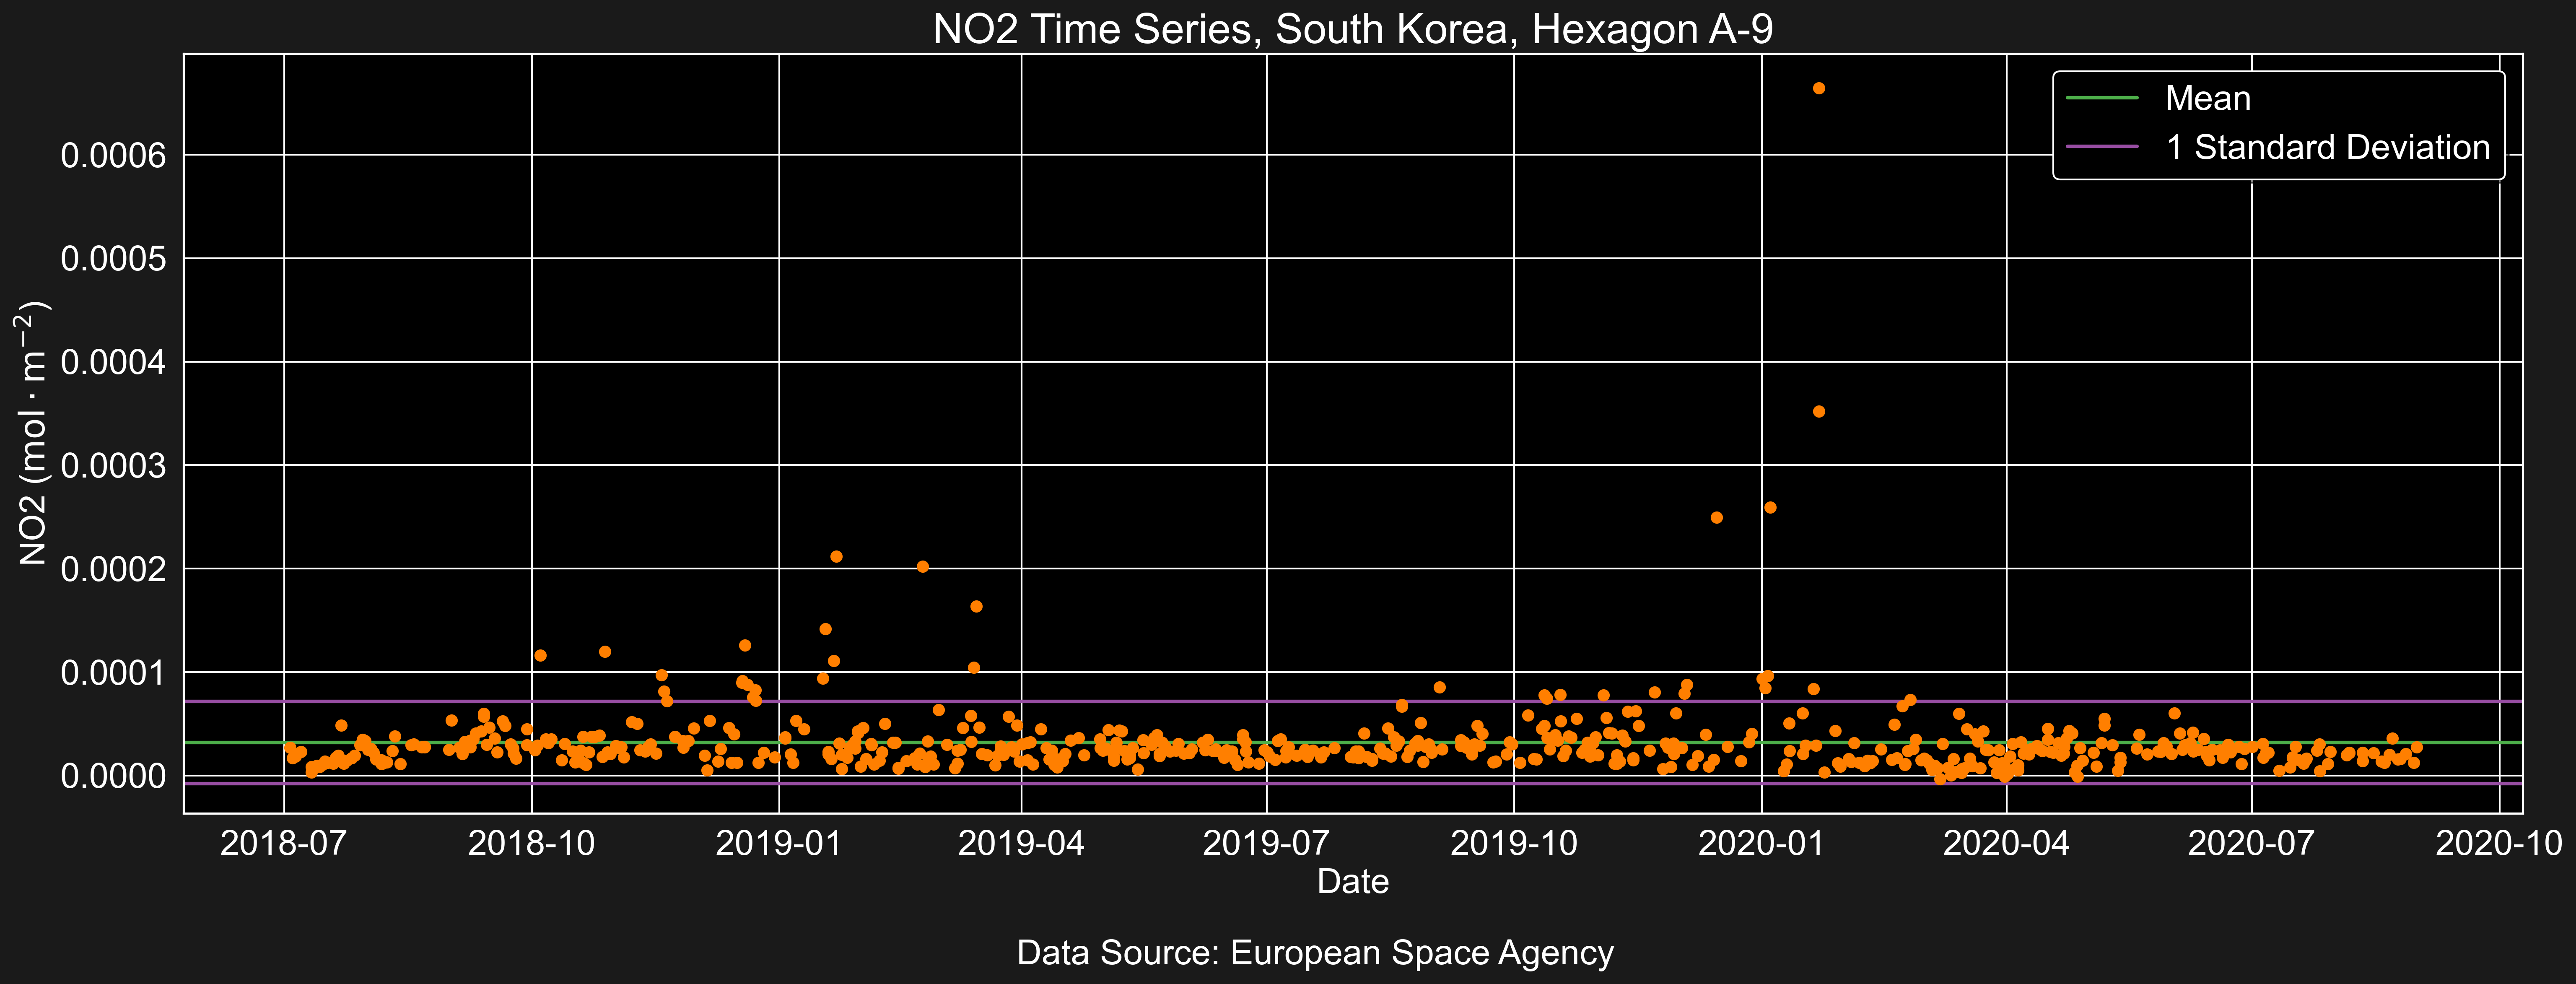 NO2 Time Series, South Korea, Hexagon A-9
Mean
1 Standard Deviation
NO2 (mol · m⁻²)
0.0006
0.0005
0.0004
0.0003
0.0002
0.0001
0.0000
2018-07 2018-10 2019-01 2019-04 2019-07 2019-10 2020-01 2020-04 2020-07 2020-10
Date
Data Source: European Space Agency